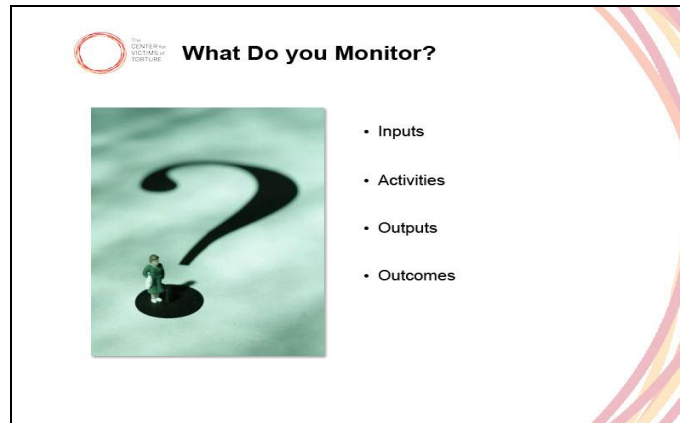 The
CENTER for
VICTIMS of
TORTURE
What Do you Monitor?
• Inputs
• Activities
• Outputs
• Outcomes